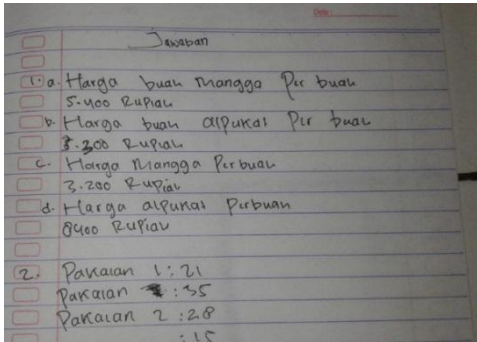 Date:
Jawaban
1. a. Harga buah Mangga Per buah
5.400 Rupiah
b. Harga buah alpukat Per buah
3.300 Rupiah
c. Harga Mangga Perbuah
3.200 Rupiah
d. Harga alpukat Perbuah
8400 Rupiah
2. Pakaian 1 : 21
Pakaian : 35
Pakaian 2 : 28
: 15